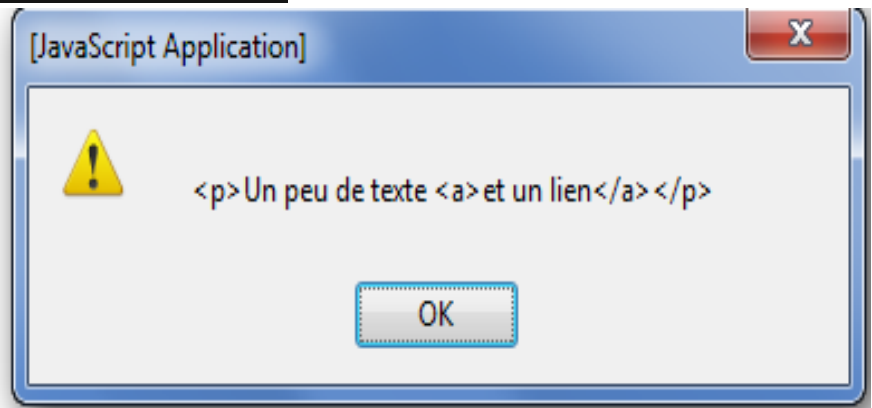 [JavaScript Application]
<p>Un peu de texte <a>et un lien</a></p>
OK